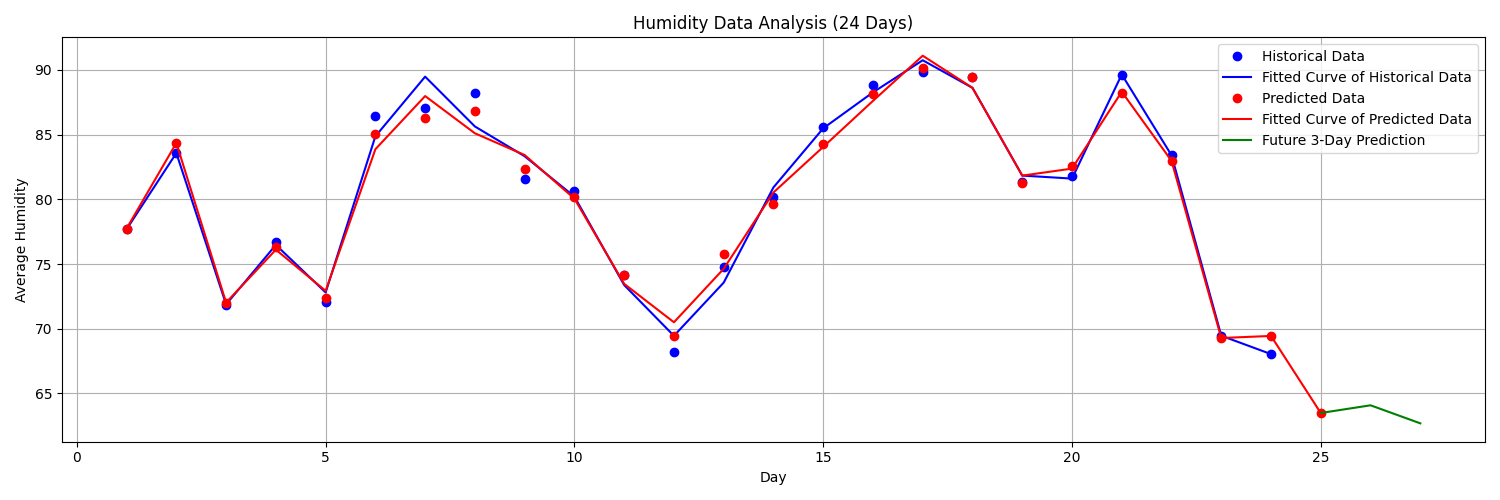 Humidity Data Analysis (24 Days)
Historical Data
Fitted Curve of Historical Data
Predicted Data
Fitted Curve of Predicted Data
Future 3-Day Prediction
Average Humidity
90
85
80
75
70
65
0 5 10 15 20 25
Day